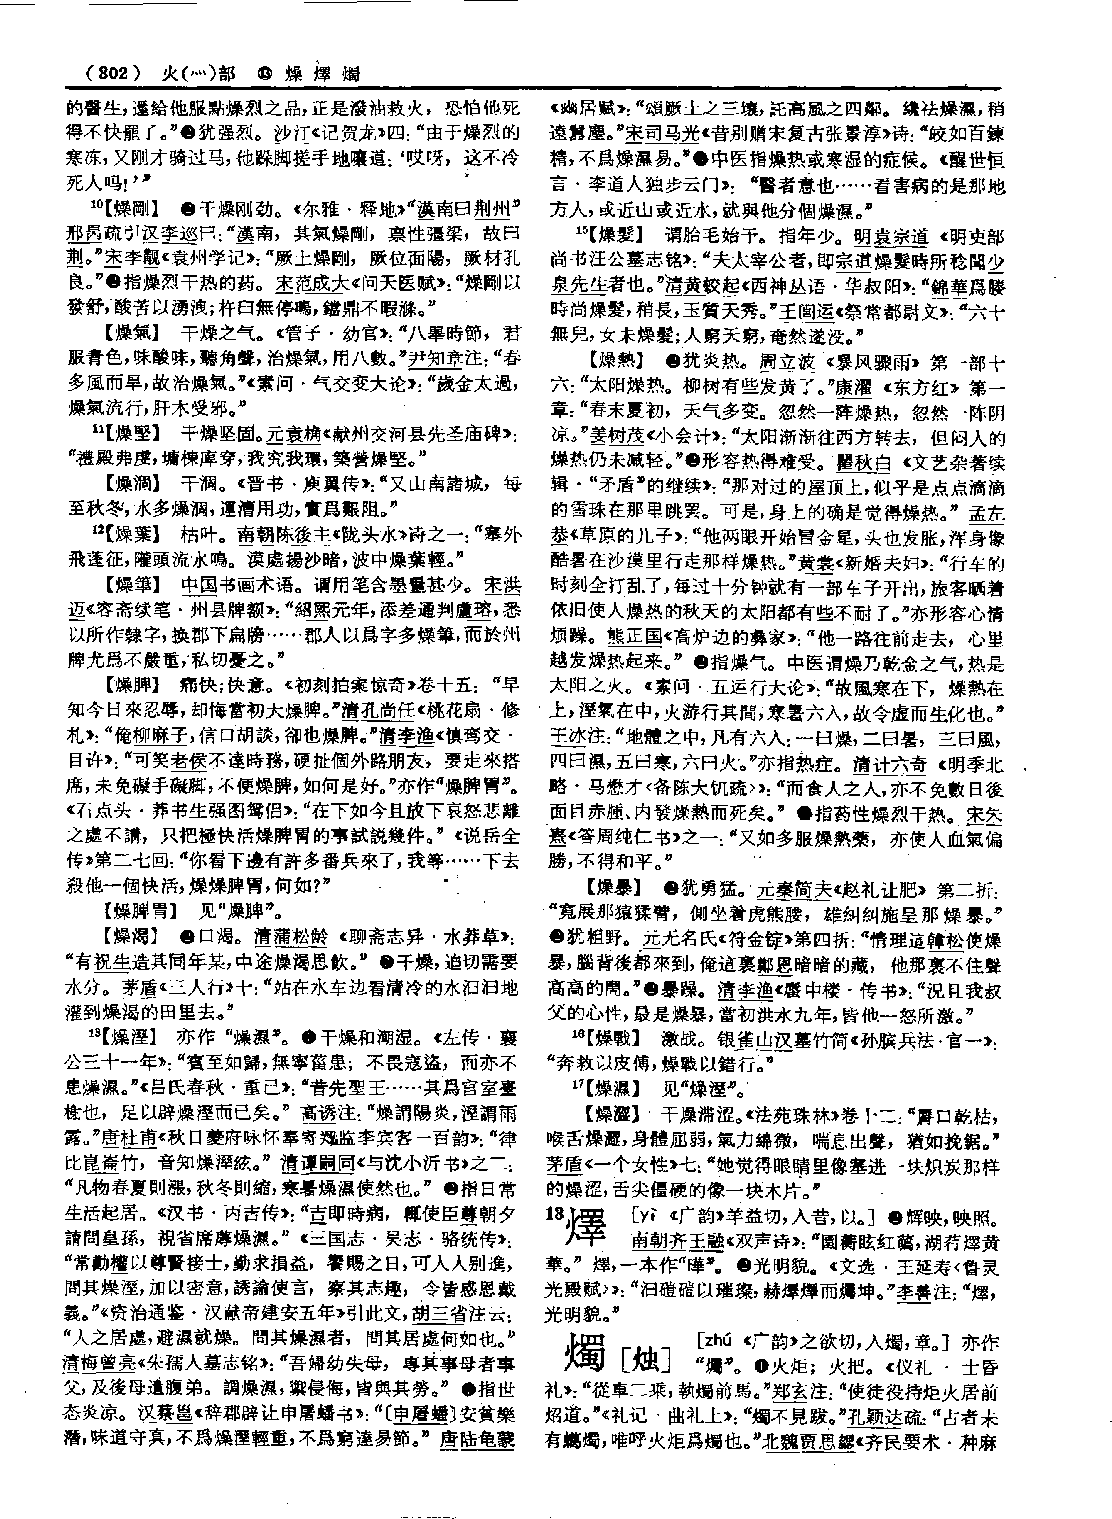 （302） 火(灬)部 ⑬ 燥 燡 燭
的醫生，還給他服點燥烈之品，正是潑油救火，恐怕他死
得不快罷了。”❷犹强烈。沙汀《记贺龙》四：“由于燥烈的
寒冻，又刚才骑过马，他跺脚搓手地嚷道：‘哎呀，这不冷
死人吗！’”
10【燥剛】 ❶干燥刚劲。《尔雅·释地》“漢南曰荆州”
邢昺疏引汉李巡曰：“漢南，其氣燥剛，禀性彊梁，故曰
荆。”宋李覯《袁州学记》：“厥土燥剛，厥位面陽，厥材孔
良。”❷指燥烈干热的药。宋范成大《问天医赋》：“燥剛以
發舒，酸苦以湧洩；杵臼無停鳴，鐺鼎不暇滌。”
【燥氣】 干燥之气。《管子·幼官》：“八舉時節，君
服青色，味酸味，聽角聲，治燥氣，用八數。”尹知章注：“春
多風而旱，故治燥氣。”《素问·气交变大论》：“歲金太過，
燥氣流行，肝木受邪。”
11【燥堅】 干燥坚固。元袁桷《献州交河县先圣庙碑》：
“禮殿弗虔，墉棟庳穿，我究我環，築營燥堅。”
【燥涸】 干涸。《晋书·庾翼传》：“又山南諸城，每
至秋冬，水多燥涸，運漕用功，實爲艱阻。”
12【燥葉】 枯叶。南朝陈後主《陇头水》诗之一：“塞外
飛蓬征，隴頭流水鳴。漠處揚沙暗，波中燥葉輕。”
【燥筆】 中国书画术语。谓用笔含墨量甚少。宋洪
迈《容斋续笔·州县牌额》：“紹熙元年，添差通判盧瑢，悉
以所作隸字，换郡下扁牓……郡人以爲字多燥筆，而於州
牌尤爲不嚴重，私切憂之。”
【燥脾】 痛快；快意。《初刻拍案惊奇》卷十五：“早
知今日來忍辱，却悔當初大燥脾。”清孔尚任《桃花扇·修
札》：“俺柳麻子，信口胡談，卻也燥脾。”清李渔《慎鸾交·
目许》：“可笑老侯不達時務，硬扯個外路朋友，要走來搭
席，未免礙手礙脚，不便燥脾，如何是好。”亦作“燥脾胃”。
《石点头·莽书生强图鸳侣》：“在下如今且放下哀怨悲離
之處不講，只把極快活燥脾胃的事試説幾件。”《说岳全
传》第二七回：“你看下邊有許多番兵來了，我等……下去
殺他一個快活，燥燥脾胃，何如？”
【燥脾胃】 见“燥脾”。
【燥渴】 ❶口渴。清蒲松龄《聊斋志异·水莽草》：
“有祝生造其同年某，中途燥渴思飲。”❷干燥，迫切需要
水分。茅盾《三人行》十：“站在水车边看清冷的水汩汩地
灌到燥渴的田里去。”
13【燥溼】 亦作“燥濕”。❶干燥和潮湿。《左传·襄
公三十一年》：“賓至如歸，無寧菑患；不畏寇盜，而亦不
患燥濕。”《吕氏春秋·重己》：“昔先聖王……其爲宫室臺
榭也，足以辟燥溼而已矣。”高诱注：“燥謂陽炎，溼謂雨
露。”唐杜甫《秋日夔府咏怀奉寄郑监李宾客一百韵》：“律
比崑崙竹，音知燥溼絃。”清谭嗣同《与沈小沂书》之二：
“凡物春夏則漲，秋冬則縮，寒暑燥濕使然也。”❷指日常
生活起居。《汉书·丙吉传》：“吉即時病，輒使臣尊朝夕
請問皇孫，視省席蓐燥濕。”《三国志·吴志·骆统传》：
“常勸權以尊賢接士，勤求損益，饗賜之日，可人人别進，
問其燥溼，加以密意，誘諭使言，察其志趣，令皆感恩戴
義。”《资治通鉴·汉献帝建安五年》引此文，胡三省注云：
“人之居處，避濕就燥。問其燥濕者，問其居處何如也。”
清梅曾亮《朱孺人墓志铭》：“吾婦幼失母，專其事母者事
父，及後母遺腹弟。調燥濕，禦侵侮，皆與其勞。”❸指世
态炎凉。汉蔡邕《辞郡辟让申屠蟠书》：“〔申屠蟠〕安貧樂
潛，味道守真，不爲燥溼輕重，不爲窮達易節。”唐陆龟蒙
《幽居赋》：“頌厥土之三壤，託高風之四鄰。纔祛燥濕，稍
遠囂塵。”宋司马光《昔别赠宋复古张景淳》诗：“皎如百鍊
精，不爲燥濕易。”❹中医指燥热或寒湿的症候。《醒世恒
言·李道人独步云门》：“醫者意也……看害病的是那地
方人，或近山或近水，就與他分個燥濕。”
15【燥髮】 谓胎毛始干。指年少。明袁宗道《明吏部
尚书汪公墓志铭》：“夫太宰公者，即宗道燥髮時所稔聞少
泉先生者也。”清黄鷟起《西神丛语·华叔阳》：“錦華爲媵
時尚燥髮，稍長，玉質天秀。”王闿运《祭常都尉文》：“六十
無兒，女未燥髮；人窮天窮，奄然遂没。”
【燥熱】 ❶犹炎热。周立波《暴风骤雨》第一部十
六：“太阳燥热。柳树有些发黄了。”康濯《东方红》第一
章：“春末夏初，天气多变。忽然一阵燥热，忽然一阵阴
凉。”姜树茂《小会计》：“太阳渐渐往西方转去，但闷人的
燥热仍未减轻。”❷形容热得难受。瞿秋白《文艺杂著续
辑·“矛盾”的继续》：“那对过的屋顶上，似乎是点点滴滴
的雪珠在那里跳罢。可是，身上的确是觉得燥热。”孟左
恭《草原的儿子》：“他两眼开始冒金星，头也发胀，浑身像
酷暑在沙漠里行走那样燥热。”黄裳《新婚夫妇》：“行车的
时刻全打乱了，每过十分钟就有一部车子开出，旅客晒着
依旧使人燥热的秋天的太阳都有些不耐了。”亦形容心情
烦躁。熊正国《高炉边的彝家》：“他一路往前走去，心里
越发燥热起来。”❸指燥气。中医谓燥乃乾金之气，热是
太阳之火。《素问·五运行大论》：“故風寒在下，燥熱在
上，溼氣在中，火游行其間，寒暑六入，故令虚而生化也。”
王冰注：“地體之中，凡有六入：一曰燥，二曰暑，三曰風，
四曰濕，五曰寒，六曰火。”亦指热症。清计六奇《明季北
略·马懋才〈备陈大饥疏〉》：“而食人之人，亦不免數日後
面目赤腫、内發燥熱而死矣。”❹指药性燥烈干热。宋朱
熹《答周纯仁书》之一：“又如多服燥熱藥，亦使人血氣偏
勝，不得和平。”
【燥暴】 ❶犹勇猛。元秦简夫《赵礼让肥》第二折：
“寬展那猿猱臂，側坐着虎熊腰，雄糾糾施呈那燥暴。”
❷犹粗野。元无名氏《符金锭》第四折：“情理這韓松使燥
暴，腦背後都來到，俺這裏鄭恩暗暗的藏，他那裏不住聲
高高的閙。”❸暴躁。清李渔《蜃中楼·传书》：“況且我叔
父的心性，最是燥暴，當初洪水九年，皆他一怒所激。”
16【燥戰】 激战。银雀山汉墓竹简《孙膑兵法·官一》：
“奔救以皮傅，燥戰以錯行。”
17【燥濕】 见“燥溼”。
【燥澀】 干燥滞涩。《法苑珠林》卷十二：“脣口乾枯，
喉舌燥澀，身體屈弱，氣力綿微，喘息出聲，猶如挽鋸。”
茅盾《一个女性》七：“她觉得眼睛里像塞进一块炽炭那样
的燥涩，舌尖僵硬的像一块木片。”
13燡 ［yì《广韵》羊益切，入昔，以。］❶辉映，映照。
南朝齐王融《双声诗》：“園蘅眩紅蘤，湖荇燡黄
華。”燡，一本作“曄”。❷光明貌。《文选·王延寿〈鲁灵
光殿赋〉》：“汩磑磑以璀璨，赫燡燡而爥坤。”李善注：“燡，
光明貌。”
燭［烛］ ［zhú《广韵》之欲切，入燭，章。］亦作
“爥”。❶火炬；火把。《仪礼·士昏
礼》：“從車二乘，執燭前馬。”郑玄注：“使徒役持炬火居前
炤道。”《礼记·曲礼上》：“燭不見跋。”孔颖达疏：“古者未
有蠟燭，唯呼火炬爲燭也。”北魏贾思勰《齐民要术·种麻